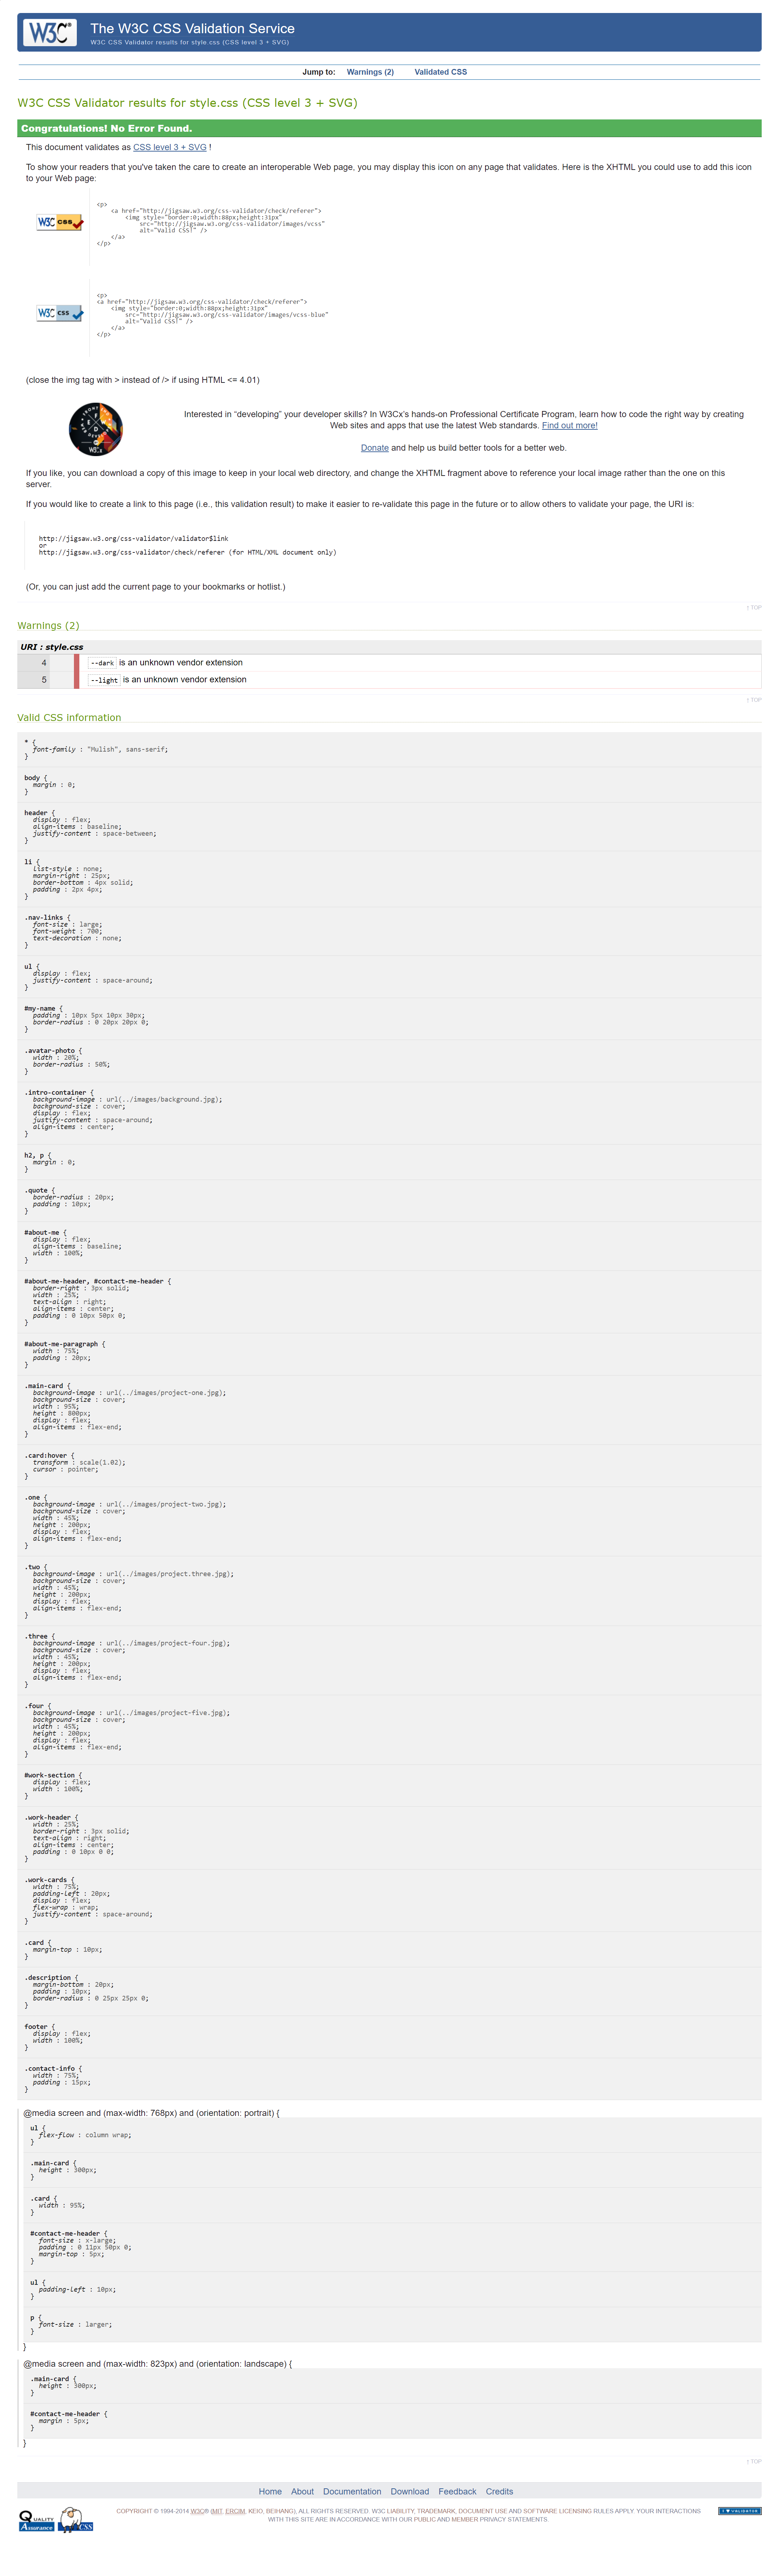 W3C®
The W3C CSS Validation Service
W3C CSS Validator results for style.css (CSS level 3 + SVG)
Jump to: Warnings (2) Validated CSS
W3C CSS Validator results for style.css (CSS level 3 + SVG)
Congratulations! No Error Found.
This document validates as CSS level 3 + SVG !
To show your readers that you've taken the care to create an interoperable Web page, you may display this icon on any page that validates. Here is the XHTML you could use to add this icon
to your Web page:
W3C css
<p>
<a href="http://jigsaw.w3.org/css-validator/check/referer">
<img style="border:0;width:88px;height:31px"
src="http://jigsaw.w3.org/css-validator/images/vcss"
alt="Valid CSS!" />
</a>
</p>
W3C css
<p>
<a href="http://jigsaw.w3.org/css-validator/check/referer">
<img style="border:0;width:88px;height:31px"
src="http://jigsaw.w3.org/css-validator/images/vcss-blue"
alt="Valid CSS!" />
</a>
</p>
(close the img tag with > instead of /> if using HTML <= 4.01)
Interested in “developing” your developer skills? In W3Cx's hands-on Professional Certificate Program, learn how to code the right way by creating
Web sites and apps that use the latest Web standards. Find out more!
Donate and help us build better tools for a better web.
If you like, you can download a copy of this image to keep in your local web directory, and change the XHTML fragment above to reference your local image rather than the one on this
server.
If you would like to create a link to this page (i.e., this validation result) to make it easier to re-validate this page in the future or to allow others to validate your page, the URI is:
http://jigsaw.w3.org/css-validator/validator$link
or
http://jigsaw.w3.org/css-validator/check/referer (for HTML/XML document only)
(Or, you can just add the current page to your bookmarks or hotlist.)
↑ TOP
Warnings (2)
URI : style.css
4 --dark is an unknown vendor extension
5 --light is an unknown vendor extension
↑ TOP
Valid CSS information
* {
font-family : "Mulish", sans-serif;
}
body {
margin : 0;
}
header {
display : flex;
align-items : baseline;
justify-content : space-between;
}
li {
list-style : none;
margin-right : 25px;
border-bottom : 4px solid;
padding : 2px 4px;
}
.nav-links {
font-size : large;
font-weight : 700;
text-decoration : none;
}
ul {
display : flex;
justify-content : space-around;
}
#my-name {
padding : 10px 5px 10px 30px;
border-radius : 0 20px 20px 0;
}
.avatar-photo {
width : 20%;
border-radius : 50%;
}
.intro-container {
background-image : url(../images/background.jpg);
background-size : cover;
display : flex;
justify-content : space-around;
align-items : center;
}
h2, p {
margin : 0;
}
.quote {
border-radius : 20px;
padding : 10px;
}
#about-me {
display : flex;
align-items : baseline;
width : 100%;
}
#about-me-header, #contact-me-header {
border-right : 3px solid;
width : 25%;
text-align : right;
align-items : center;
padding : 0 10px 50px 0;
}
#about-me-paragraph {
width : 75%;
padding : 20px;
}
.main-card {
background-image : url(../images/project-one.jpg);
background-size : cover;
width : 95%;
height : 800px;
display : flex;
align-items : flex-end;
}
.card:hover {
transform : scale(1.02);
cursor : pointer;
}
.one {
background-image : url(../images/project-two.jpg);
background-size : cover;
width : 45%;
height : 200px;
display : flex;
align-items : flex-end;
}
.two {
background-image : url(../images/project.three.jpg);
background-size : cover;
width : 45%;
height : 200px;
display : flex;
align-items : flex-end;
}
.three {
background-image : url(../images/project-four.jpg);
background-size : cover;
width : 45%;
height : 200px;
display : flex;
align-items : flex-end;
}
.four {
background-image : url(../images/project-five.jpg);
background-size : cover;
width : 45%;
height : 200px;
display : flex;
align-items : flex-end;
}
#work-section {
display : flex;
width : 100%;
}
.work-header {
width : 25%;
border-right : 3px solid;
text-align : right;
align-items : center;
padding : 0 10px 0 0;
}
.work-cards {
width : 75%;
padding-left : 20px;
display : flex;
flex-wrap : wrap;
justify-content : space-around;
}
.card {
margin-top : 10px;
}
.description {
margin-bottom : 20px;
padding : 10px;
border-radius : 0 25px 25px 0;
}
footer {
display : flex;
width : 100%;
}
.contact-info {
width : 75%;
padding : 15px;
}
@media screen and (max-width: 768px) and (orientation: portrait) {
ul {
flex-flow : column wrap;
}
.main-card {
height : 300px;
}
.card {
width : 95%;
}
#contact-me-header {
font-size : x-large;
padding : 0 11px 50px 0;
margin-top : 5px;
}
ul {
padding-left : 10px;
}
p {
font-size : larger;
}
}
@media screen and (max-width: 823px) and (orientation: landscape) {
.main-card {
height : 300px;
}
#contact-me-header {
margin : 5px;
}
}
↑ TOP
Home About Documentation Download Feedback Credits
QUALITY
Assurance
CSS
COPYRIGHT © 1994-2014 W3C® (MIT, ERCIM, KEIO, BEIHANG), ALL RIGHTS RESERVED. W3C LIABILITY, TRADEMARK, DOCUMENT USE AND SOFTWARE LICENSING RULES APPLY. YOUR INTERACTIONS
WITH THIS SITE ARE IN ACCORDANCE WITH OUR PUBLIC AND MEMBER PRIVACY STATEMENTS.
I ♥ VALIDATOR